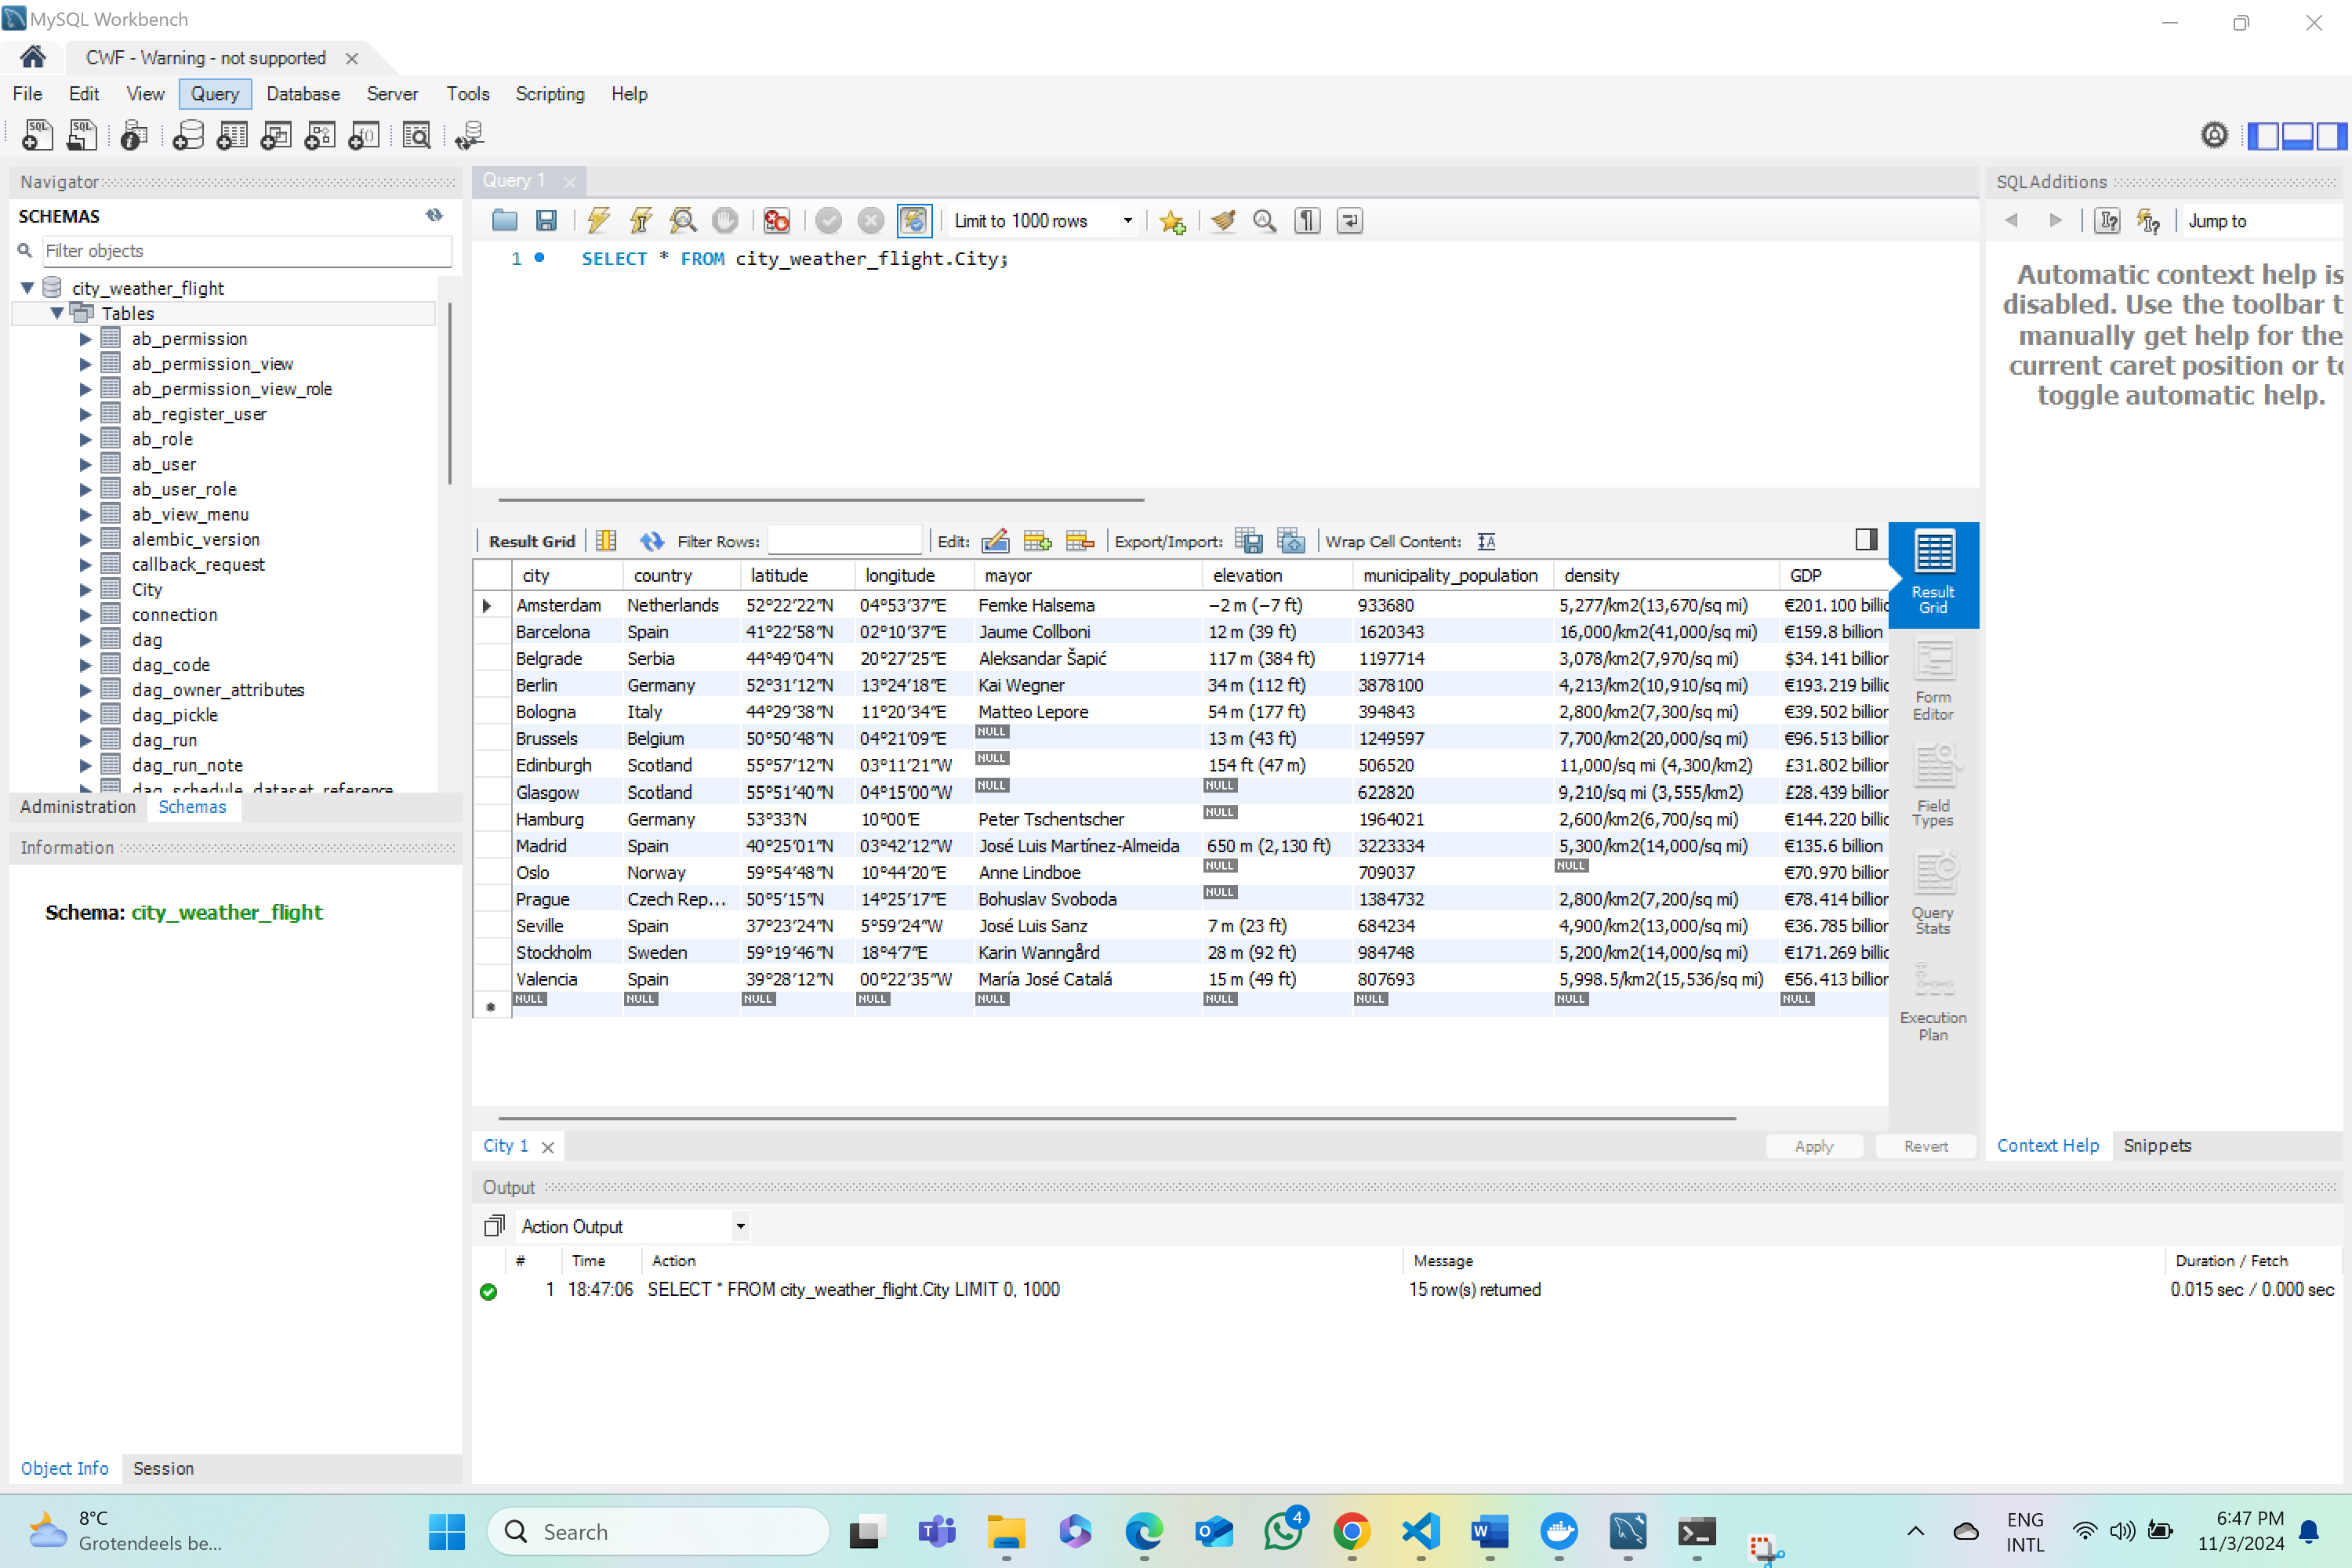 MySQL Workbench
CWF - Warning - not supported
File Edit View Query Database Server Tools Scripting Help
Navigator
SCHEMAS
Filter objects
city_weather_flight
Tables
ab_permission
ab_permission_view
ab_permission_view_role
ab_register_user
ab_role
ab_user
ab_user_role
ab_view_menu
alembic_version
callback_request
City
connection
dag
dag_code
dag_owner_attributes
dag_pickle
dag_run
dag_run_note
dag_schedule_dataset_reference
Administration Schemas
Information
Schema: city_weather_flight
Object Info Session
Query 1
Limit to 1000 rows
1 SELECT * FROM city_weather_flight.City;
Result Grid Filter Rows: Edit: Export/Import: Wrap Cell Content:
city country latitude longitude mayor elevation municipality_population density GDP
Amsterdam Netherlands 52°22′22″N 04°53′37″E Femke Halsema −2 m (−7 ft) 933680 5,277/km2(13,670/sq mi) €201.100 billic
Barcelona Spain 41°22′58″N 02°10′37″E Jaume Collboni 12 m (39 ft) 1620343 16,000/km2(41,000/sq mi) €159.8 billion
Belgrade Serbia 44°49′04″N 20°27′25″E Aleksandar Šapić 117 m (384 ft) 1197714 3,078/km2(7,970/sq mi) $34.141 billior
Berlin Germany 52°31′12″N 13°24′18″E Kai Wegner 34 m (112 ft) 3878100 4,213/km2(10,910/sq mi) €193.219 billic
Bologna Italy 44°29′38″N 11°20′34″E Matteo Lepore 54 m (177 ft) 394843 2,800/km2(7,300/sq mi) €39.502 billior
Brussels Belgium 50°50′48″N 04°21′09″E NULL 13 m (43 ft) 1249597 7,700/km2(20,000/sq mi) €96.513 billior
Edinburgh Scotland 55°57′12″N 03°11′21″W NULL 154 ft (47 m) 506520 11,000/sq mi (4,300/km2) £31.802 billior
Glasgow Scotland 55°51′40″N 04°15′00″W NULL NULL 622820 9,210/sq mi (3,555/km2) £28.439 billior
Hamburg Germany 53°33′N 10°00′E Peter Tschentscher NULL 1964021 2,600/km2(6,700/sq mi) €144.220 billic
Madrid Spain 40°25′01″N 03°42′12″W José Luis Martínez-Almeida 650 m (2,130 ft) 3223334 5,300/km2(14,000/sq mi) €135.6 billion
Oslo Norway 59°54′48″N 10°44′20″E Anne Lindboe NULL 709037 NULL €70.970 billior
Prague Czech Rep... 50°5′15″N 14°25′17″E Bohuslav Svoboda NULL 1384732 2,800/km2(7,200/sq mi) €78.414 billior
Seville Spain 37°23′24″N 5°59′24″W José Luis Sanz 7 m (23 ft) 684234 4,900/km2(13,000/sq mi) €36.785 billior
Stockholm Sweden 59°19′46″N 18°4′7″E Karin Wanngård 28 m (92 ft) 984748 5,200/km2(14,000/sq mi) €171.269 billic
Valencia Spain 39°28′12″N 00°22′35″W María José Catalá 15 m (49 ft) 807693 5,998.5/km2(15,536/sq mi) €56.413 billior
NULL NULL NULL NULL NULL NULL NULL NULL NULL
Result
Grid
Form
Editor
Field
Types
Query
Stats
Execution
Plan
City 1 Apply Revert
SQLAdditions
Jump to
Automatic context help is
disabled. Use the toolbar t
manually get help for the
current caret position or to
toggle automatic help.
Context Help Snippets
Output
Action Output
# Time Action Message Duration / Fetch
1 18:47:06 SELECT * FROM city_weather_flight.City LIMIT 0, 1000 15 row(s) returned 0.015 sec / 0.000 sec
8°C
Grotendeels be...
Search
4
ENG
INTL
6:47 PM
11/3/2024